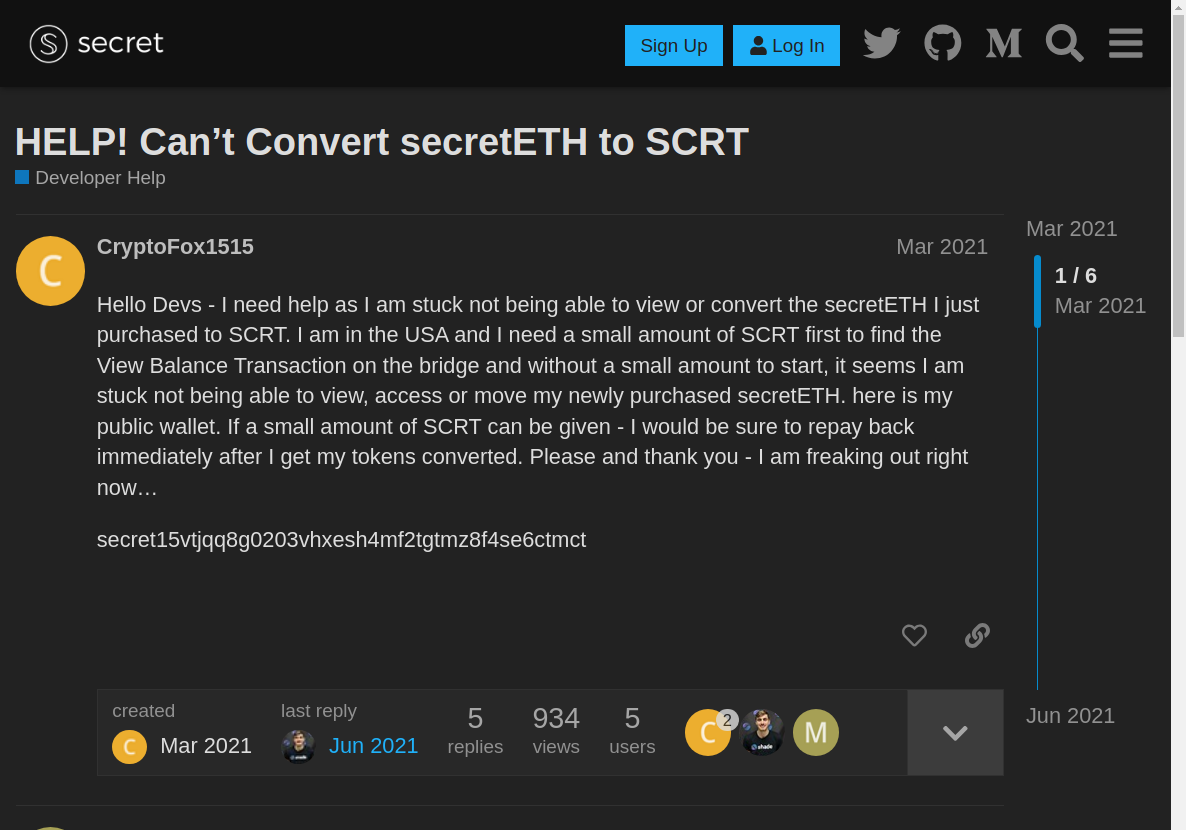 secret
Sign Up
Log In
HELP! Can’t Convert secretETH to SCRT
Developer Help
CryptoFox1515
Mar 2021
Hello Devs - I need help as I am stuck not being able to view or convert the secretETH I just
purchased to SCRT. I am in the USA and I need a small amount of SCRT first to find the
View Balance Transaction on the bridge and without a small amount to start, it seems I am
stuck not being able to view, access or move my newly purchased secretETH. here is my
public wallet. If a small amount of SCRT can be given - I would be sure to repay back
immediately after I get my tokens converted. Please and thank you - I am freaking out right
now…
secret15vtjqq8g0203vhxesh4mf2tgtmz8f4se6ctmct
Mar 2021
1 / 6
Mar 2021
Jun 2021
created
C Mar 2021
last reply
Jun 2021
5
replies
934
views
5
users
C 2
shade
M